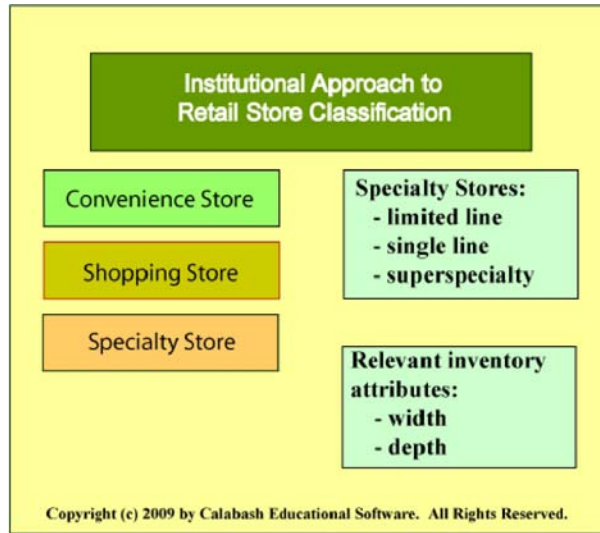 Institutional Approach to
Retail Store Classification
Convenience Store
Shopping Store
Specialty Store
Specialty Stores:
- limited line
- single line
- superspecialty
Relevant inventory
attributes:
- width
- depth
Copyright (c) 2009 by Calabash Educational Software. All Rights Reserved.